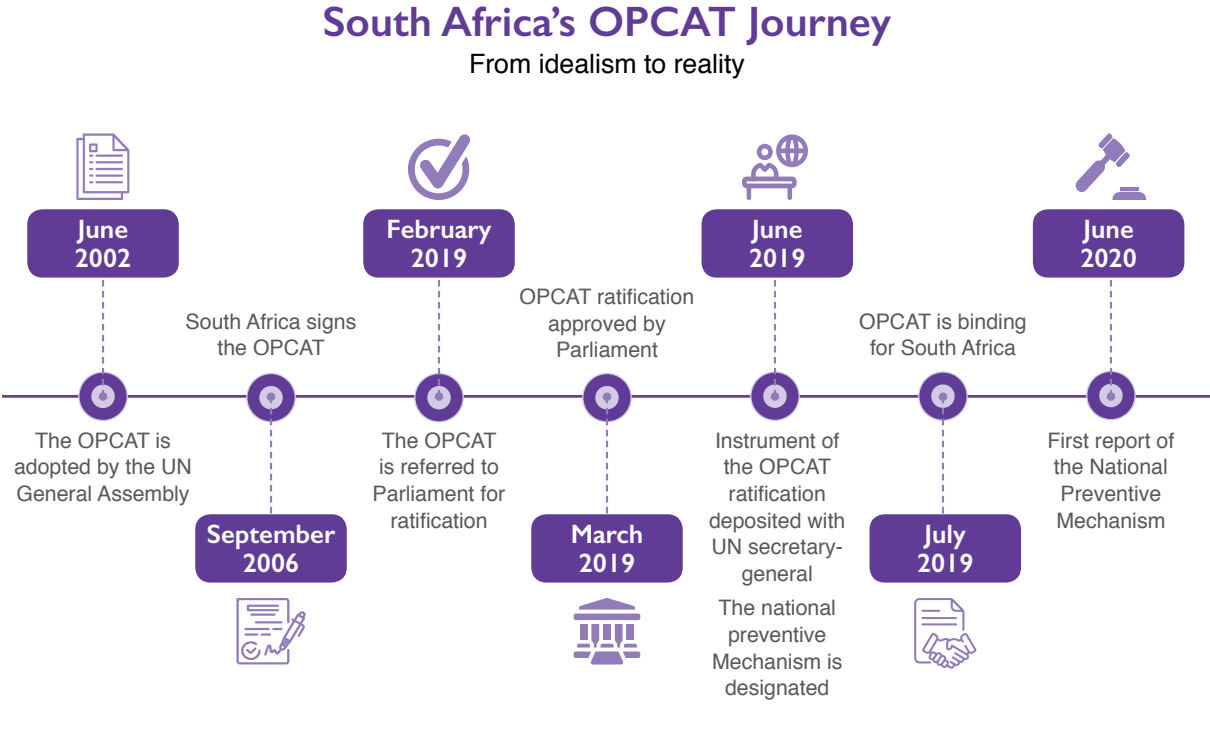 South Africa's OPCAT Journey
From idealism to reality
June
2002
The OPCAT is
adopted by the UN
General Assembly
South Africa signs
the OPCAT
September
2006
February
2019
The OPCAT
is referred to
Parliament for
ratification
OPCAT ratification
approved by
Parliament
March
2019
June
2019
Instrument of
the OPCAT
ratification
deposited with
UN secretary-
general
The national
preventive
Mechanism is
designated
OPCAT is binding
for South Africa
July
2019
June
2020
First report of
the National
Preventive
Mechanism